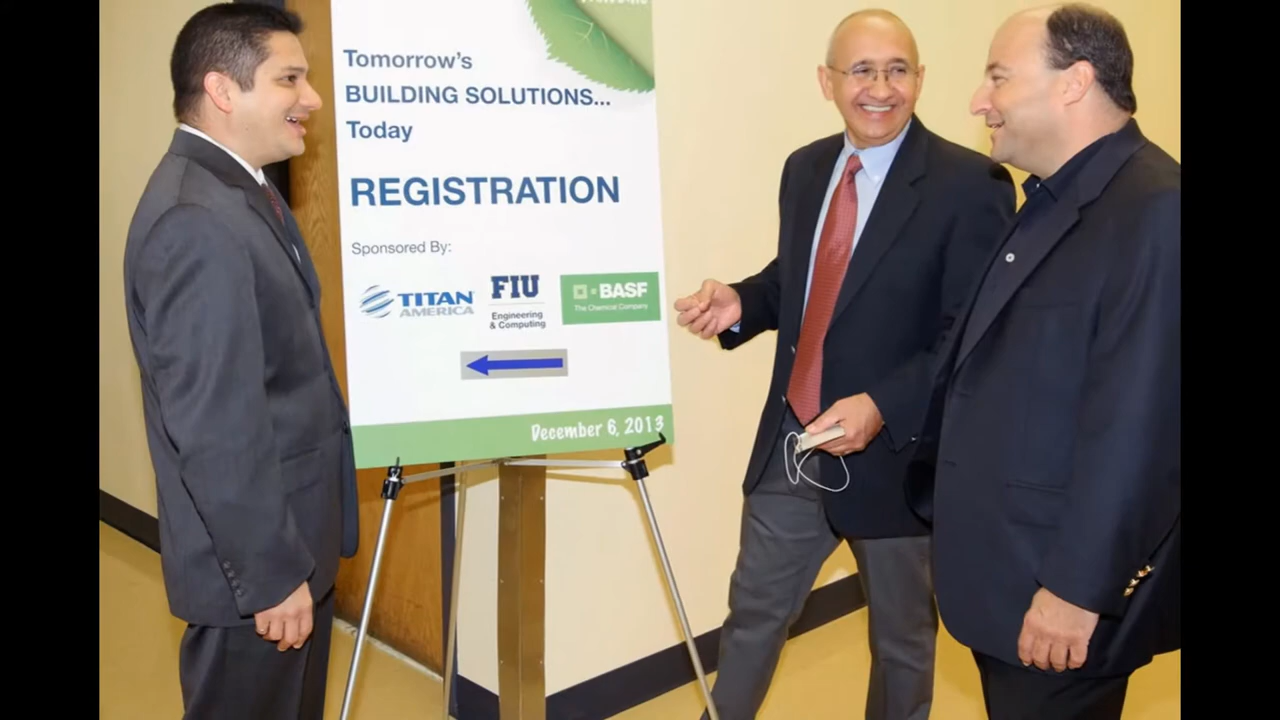 Tomorrow's
BUILDING SOLUTIONS...
Today
REGISTRATION
Sponsored By:
TITAN
AMERICA
FIU
Engineering
& Computing
BASF
The Chemical Company
December 6, 2013